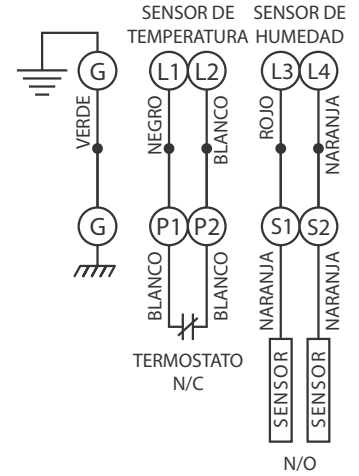 SENSOR DE
TEMPERATURA
SENSOR DE
HUMEDAD
G
L1
L2
L3
L4
VERDE
NEGRO
BLANCO
ROJO
NARANJA
G
P1
P2
S1
S2
BLANCO
BLANCO
NARANJA
NARANJA
TERMOSTATO
N/C
SENSOR
SENSOR
N/O